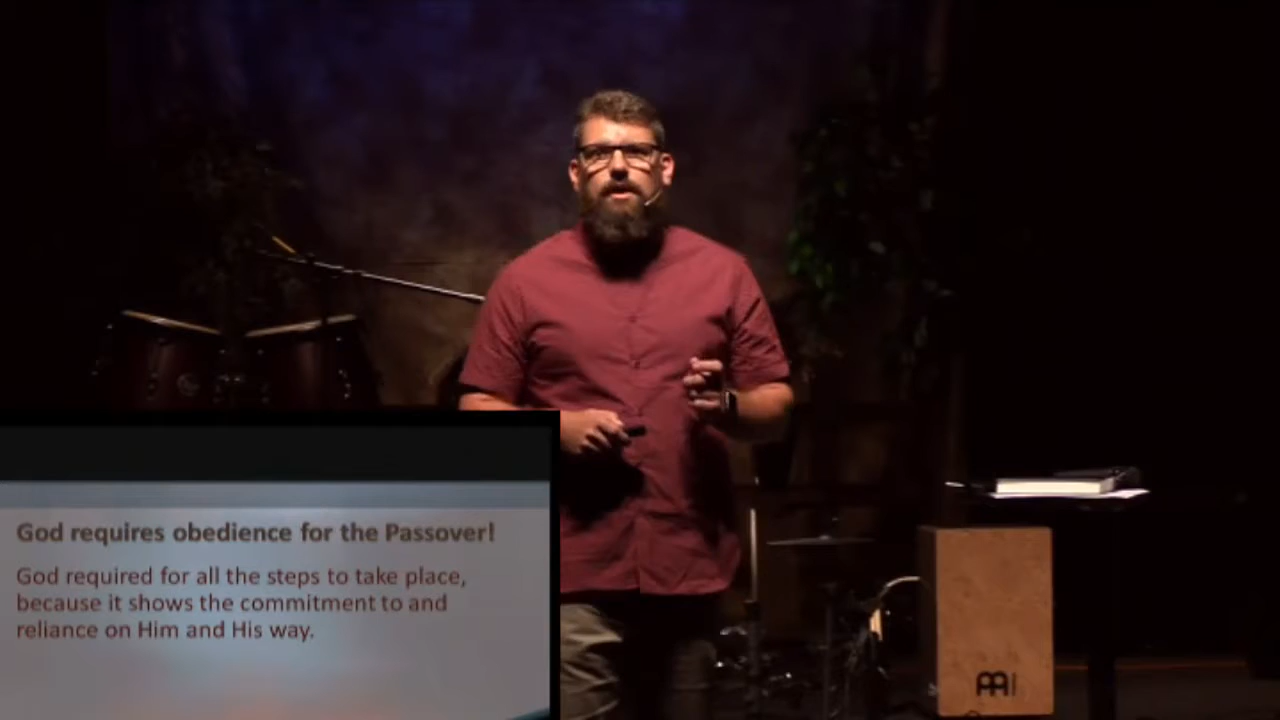 God requires obedience for the Passover!
God required for all the steps to take place,
because it shows the commitment to and
reliance on Him and His way.